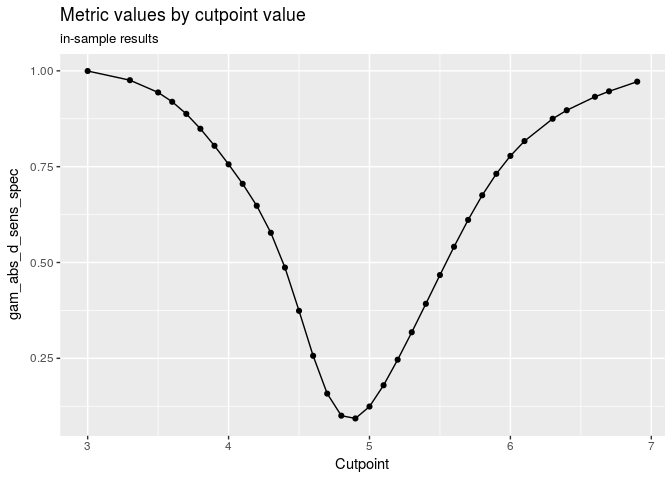 Metric values by cutpoint value
in-sample results
gam_abs_d_sens_spec
1.00
0.75
0.50
0.25
3 4 5 6 7
Cutpoint